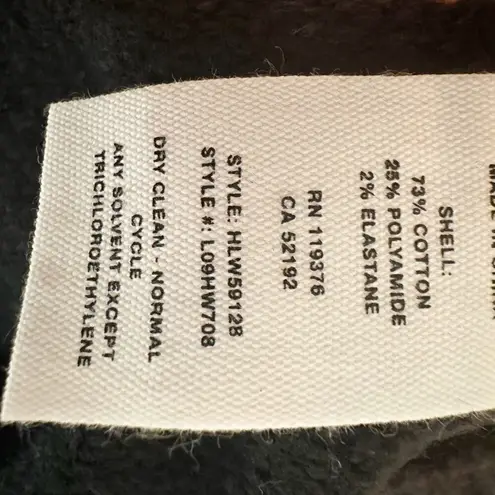 SHELL:
73% COTTON
25% POLYAMIDE
2% ELASTANE
RN 119376
CA 52192
STYLE: HLW5912B
STYLE #: L09HW708
DRY CLEAN - NORMAL
CYCLE
ANY SOLVENT EXCEPT
TRICHLOROETHYLENE